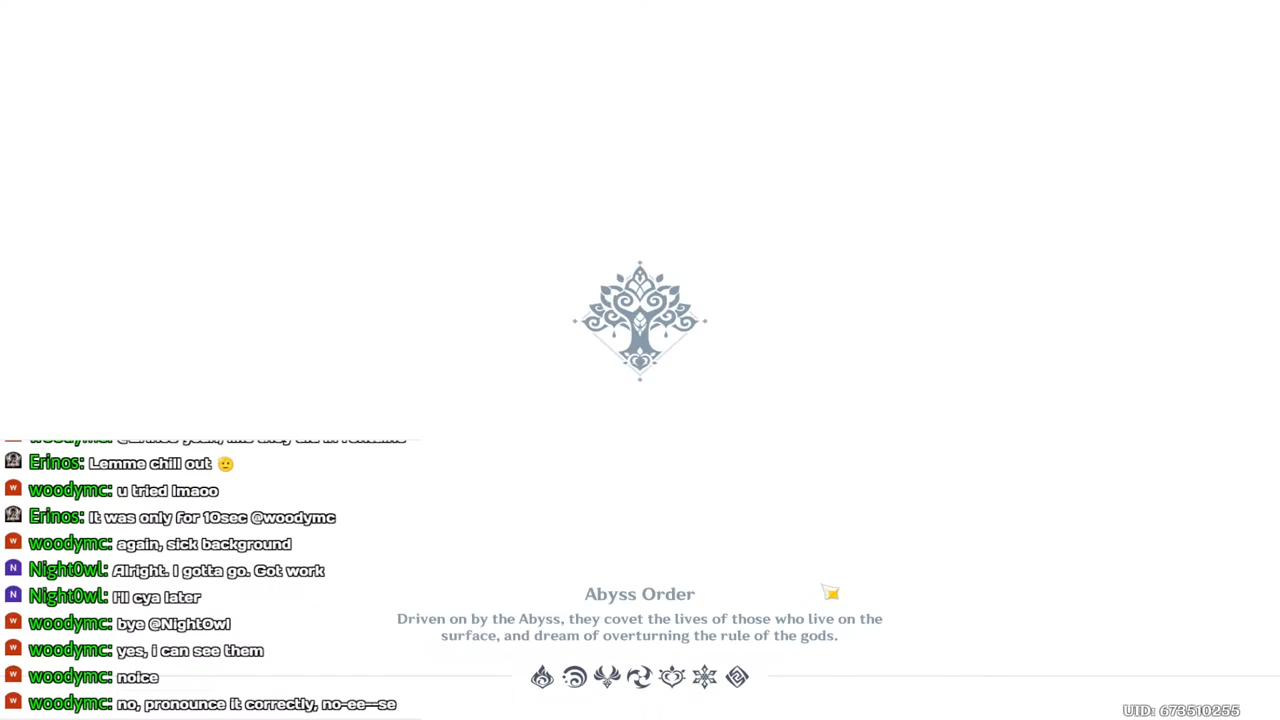 Erinos: Lemme chill out 🫡
woodymc: u tried lmaoo
Erinos: It was only for 10sec @woodymc
woodymc: again, sick background
Night0wl: Alright. I gotta go. Got work
Night0wl: I'll cya later
woodymc: bye @Night0wl
woodymc: yes, i can see them
woodymc: noice
woodymc: no, pronounce it correctly, no-ee--se
Abyss Order
Driven on by the Abyss, they covet the lives of those who live on the
surface, and dream of overturning the rule of the gods.
UID: 673510255